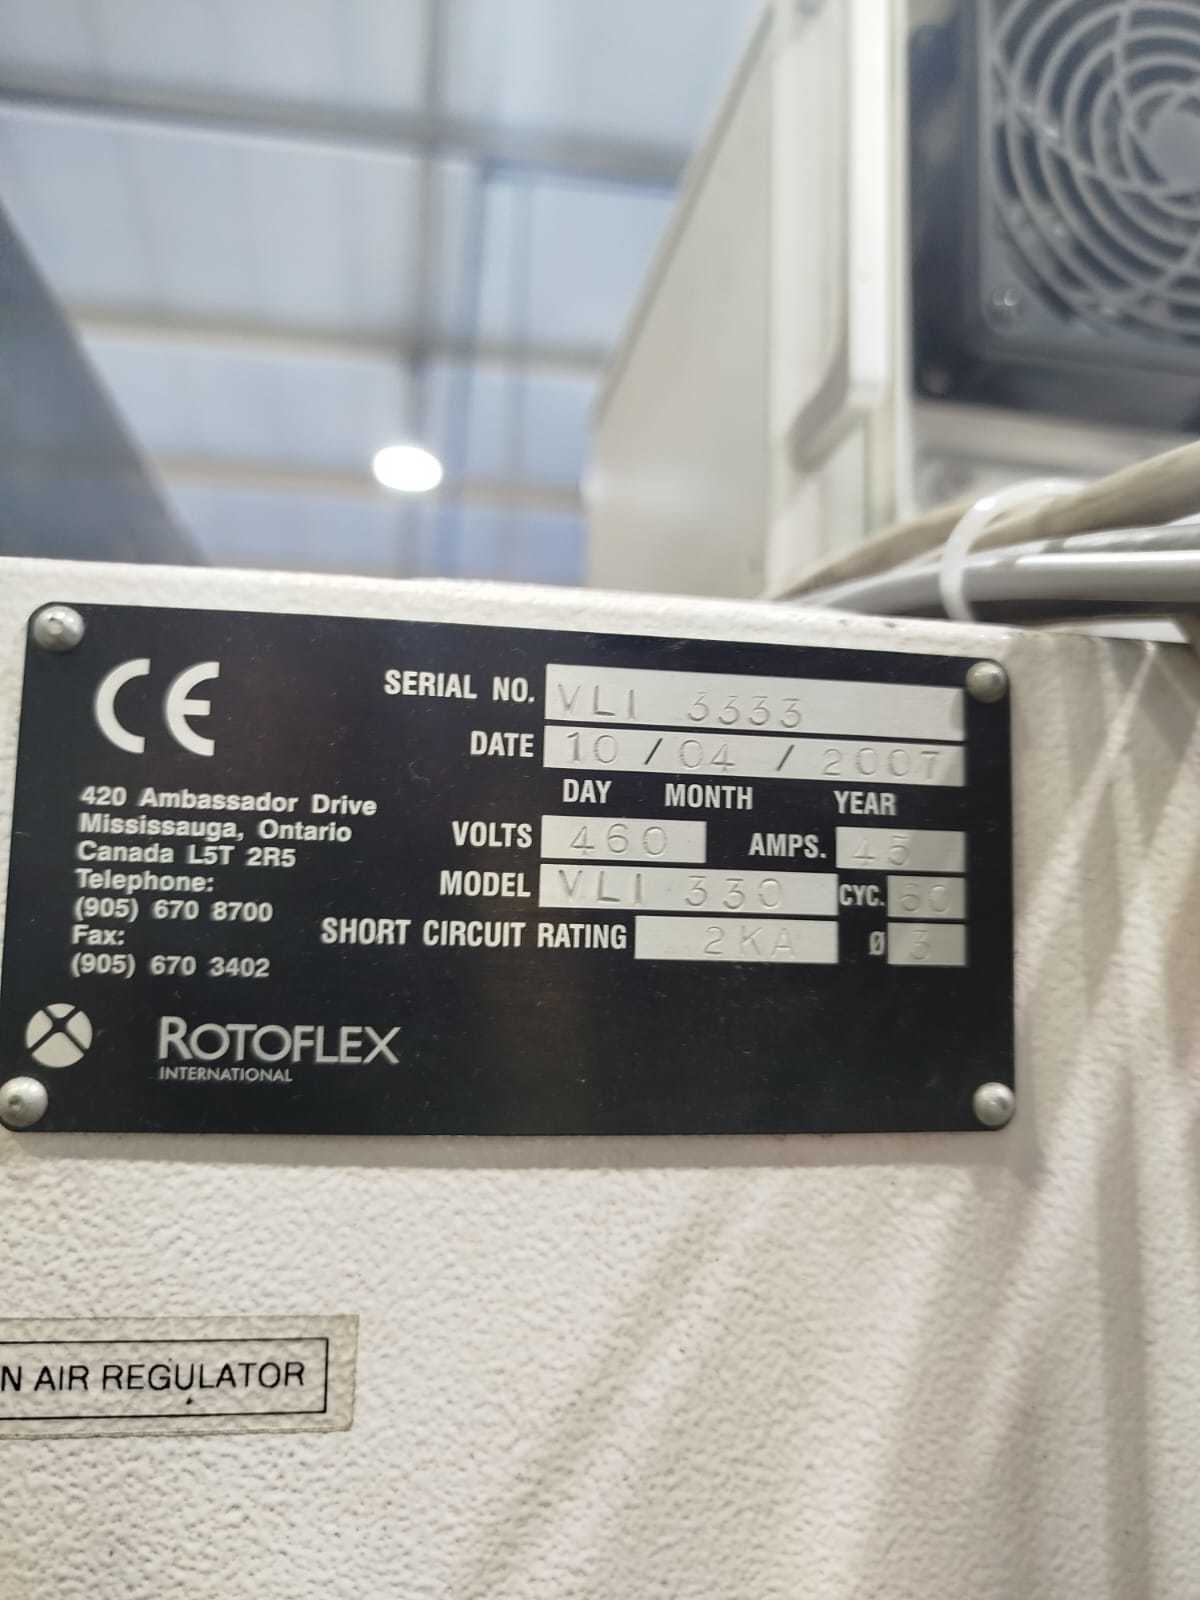 CE
SERIAL NO. VLI 3333
DATE 10 / 04 / 2007
DAY MONTH YEAR
VOLTS 460 AMPS. 45
MODEL VLI 330 CYC. 60
SHORT CIRCUIT RATING 2KA Ø 3
420 Ambassador Drive
Mississauga, Ontario
Canada L5T 2R5
Telephone:
(905) 670 8700
Fax:
(905) 670 3402
ROTOFLEX
INTERNATIONAL
N AIR REGULATOR